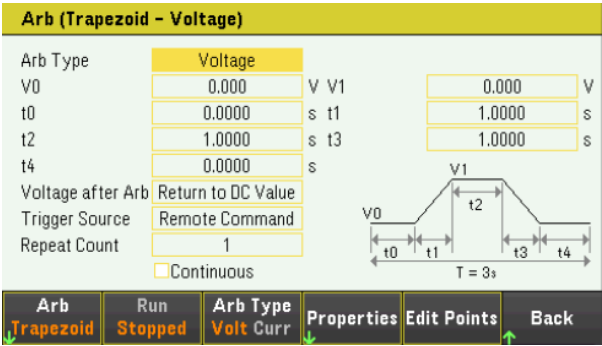 Arb (Trapezoid – Voltage)
Arb Type Voltage
V0 0.000 V V1 0.000 V
t0 0.0000 s t1 1.0000 s
t2 1.0000 s t3 1.0000 s
t4 0.0000 s
Voltage after Arb Return to DC Value
Trigger Source Remote Command
Repeat Count 1
Continuous
V1
V0 t2
t0 t1 t3 t4
T = 3s
Arb Run Arb Type Properties Edit Points Back
Trapezoid Stopped Volt Curr